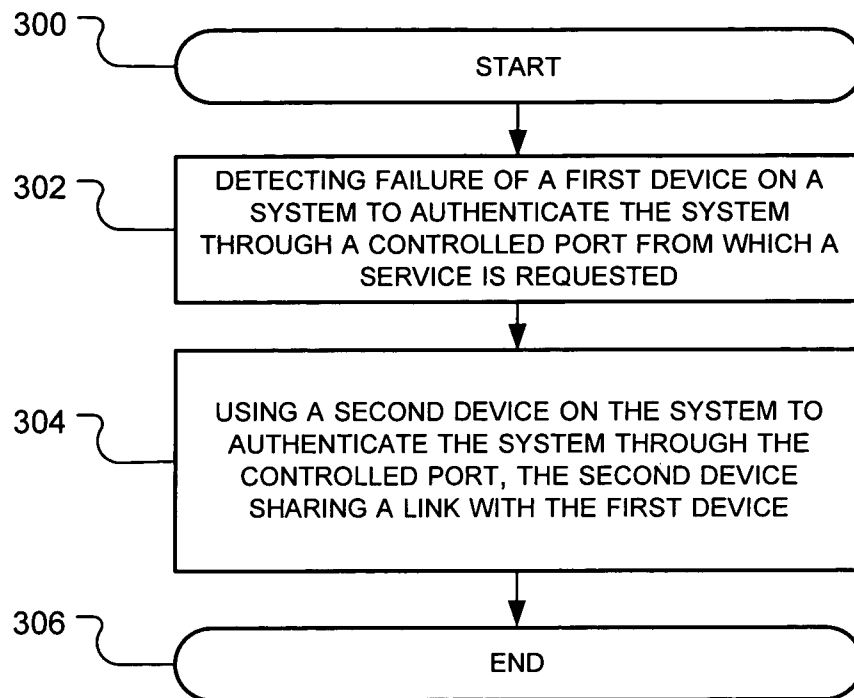 300
START
302
DETECTING FAILURE OF A FIRST DEVICE ON A
SYSTEM TO AUTHENTICATE THE SYSTEM
THROUGH A CONTROLLED PORT FROM WHICH A
SERVICE IS REQUESTED
304
USING A SECOND DEVICE ON THE SYSTEM TO
AUTHENTICATE THE SYSTEM THROUGH THE
CONTROLLED PORT, THE SECOND DEVICE
SHARING A LINK WITH THE FIRST DEVICE
306
END